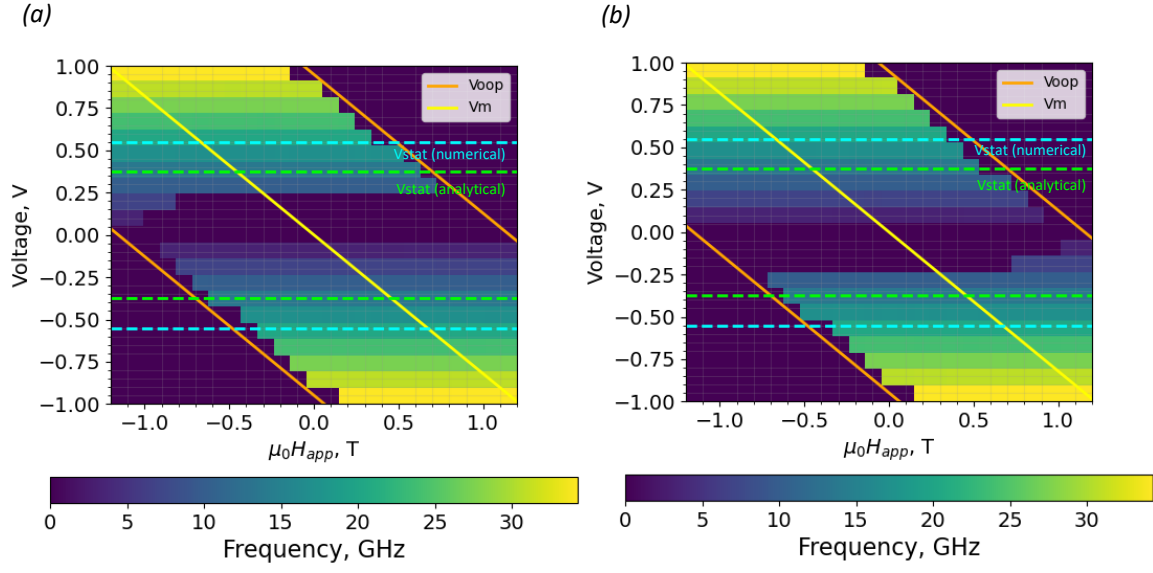 (a)
(b)
Voop
Vm
Vstat (numerical)
Vstat (analytical)
1.00
0.75
0.50
0.25
0.00
−0.25
−0.50
−0.75
−1.00
Voltage, V
−1.0
−0.5
0.0
0.5
1.0
μ0Happ, T
0
5
10
15
20
25
30
Frequency, GHz
Voop
Vm
Vstat (numerical)
Vstat (analytical)
1.00
0.75
0.50
0.25
0.00
−0.25
−0.50
−0.75
−1.00
Voltage, V
−1.0
−0.5
0.0
0.5
1.0
μ0Happ, T
0
5
10
15
20
25
30
Frequency, GHz